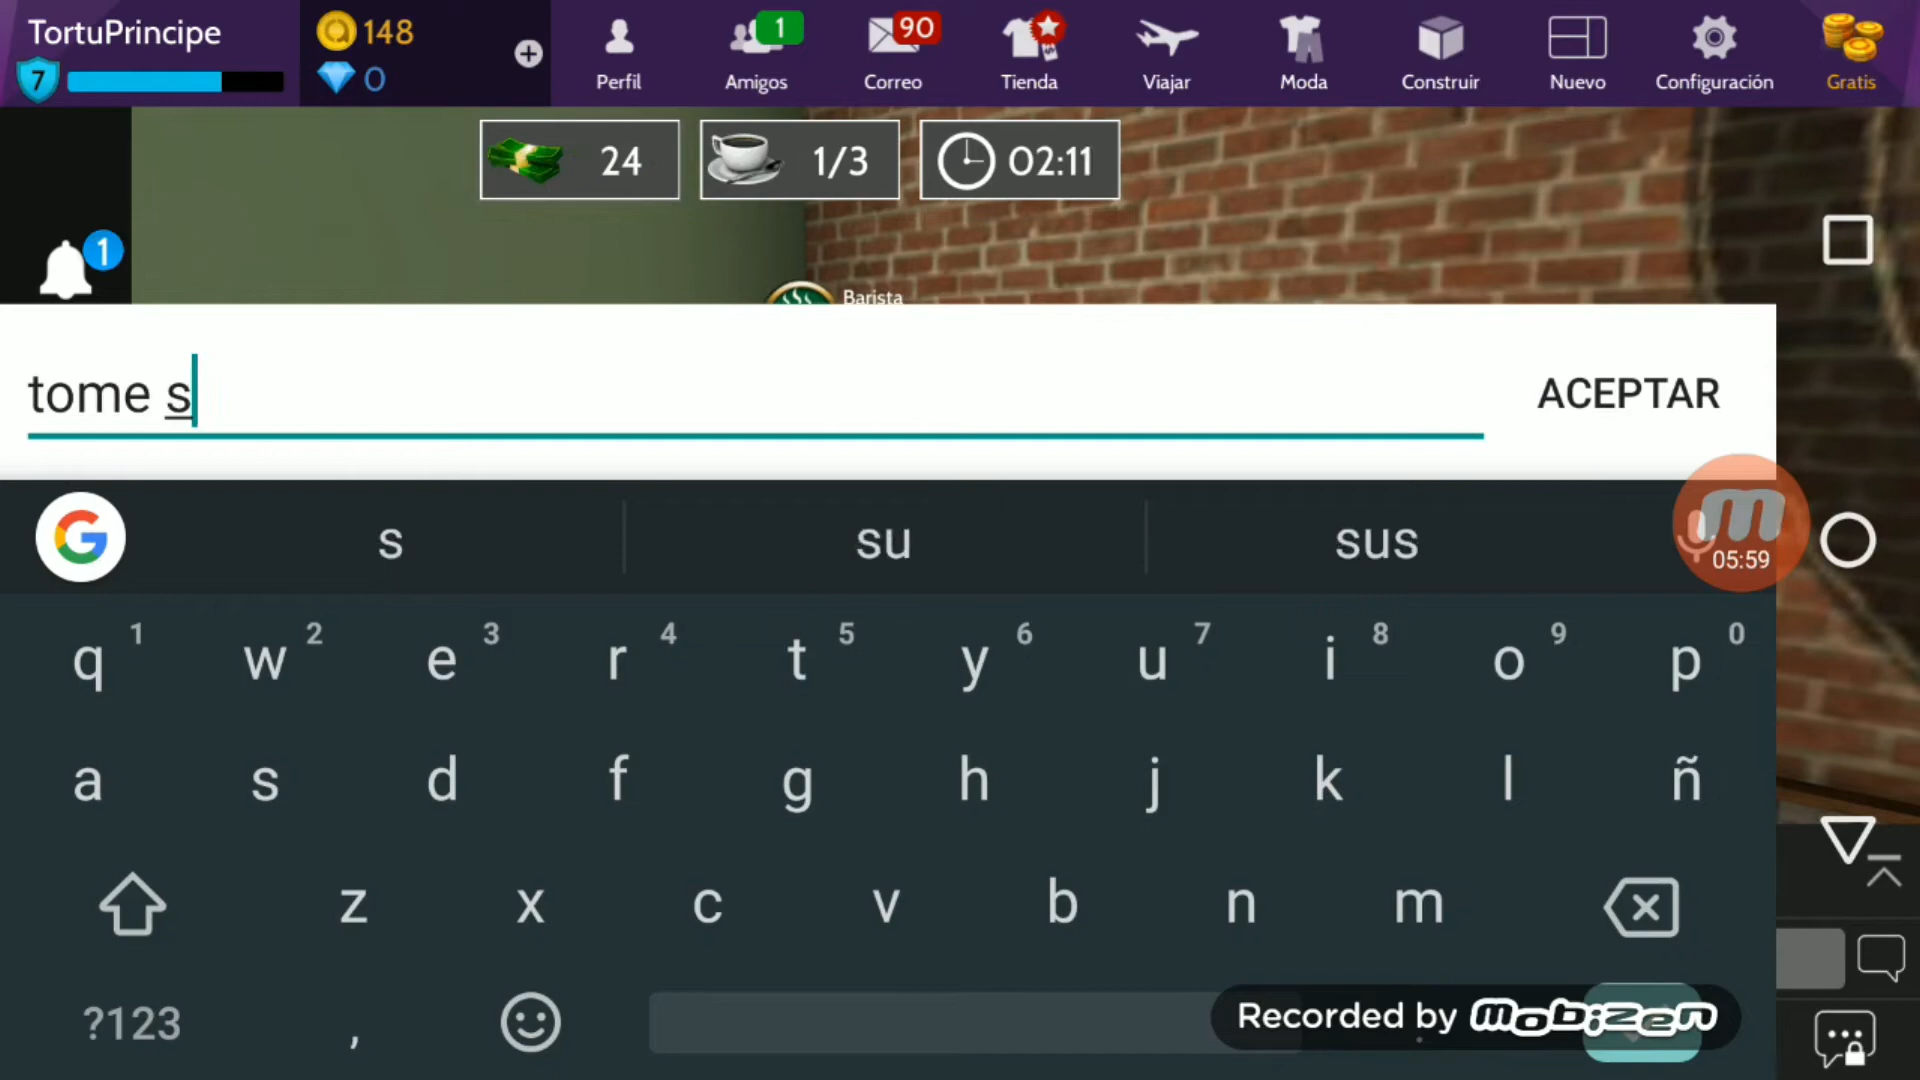 TortuPrincipe
7
148
0
Perfil
1
Amigos
90
Correo
Tienda
Viajar
Moda
Construir
Nuevo
Configuración
Gratis
24
1/3
02:11
1
Barista
tome s
ACEPTAR
s su sus
05:59
q 1 w 2 e 3 r 4 t 5 y 6 u 7 i 8 o 9 p 0
a s d f g h j k l ñ
z x c v b n m
?123 ,
Recorded by mobizen